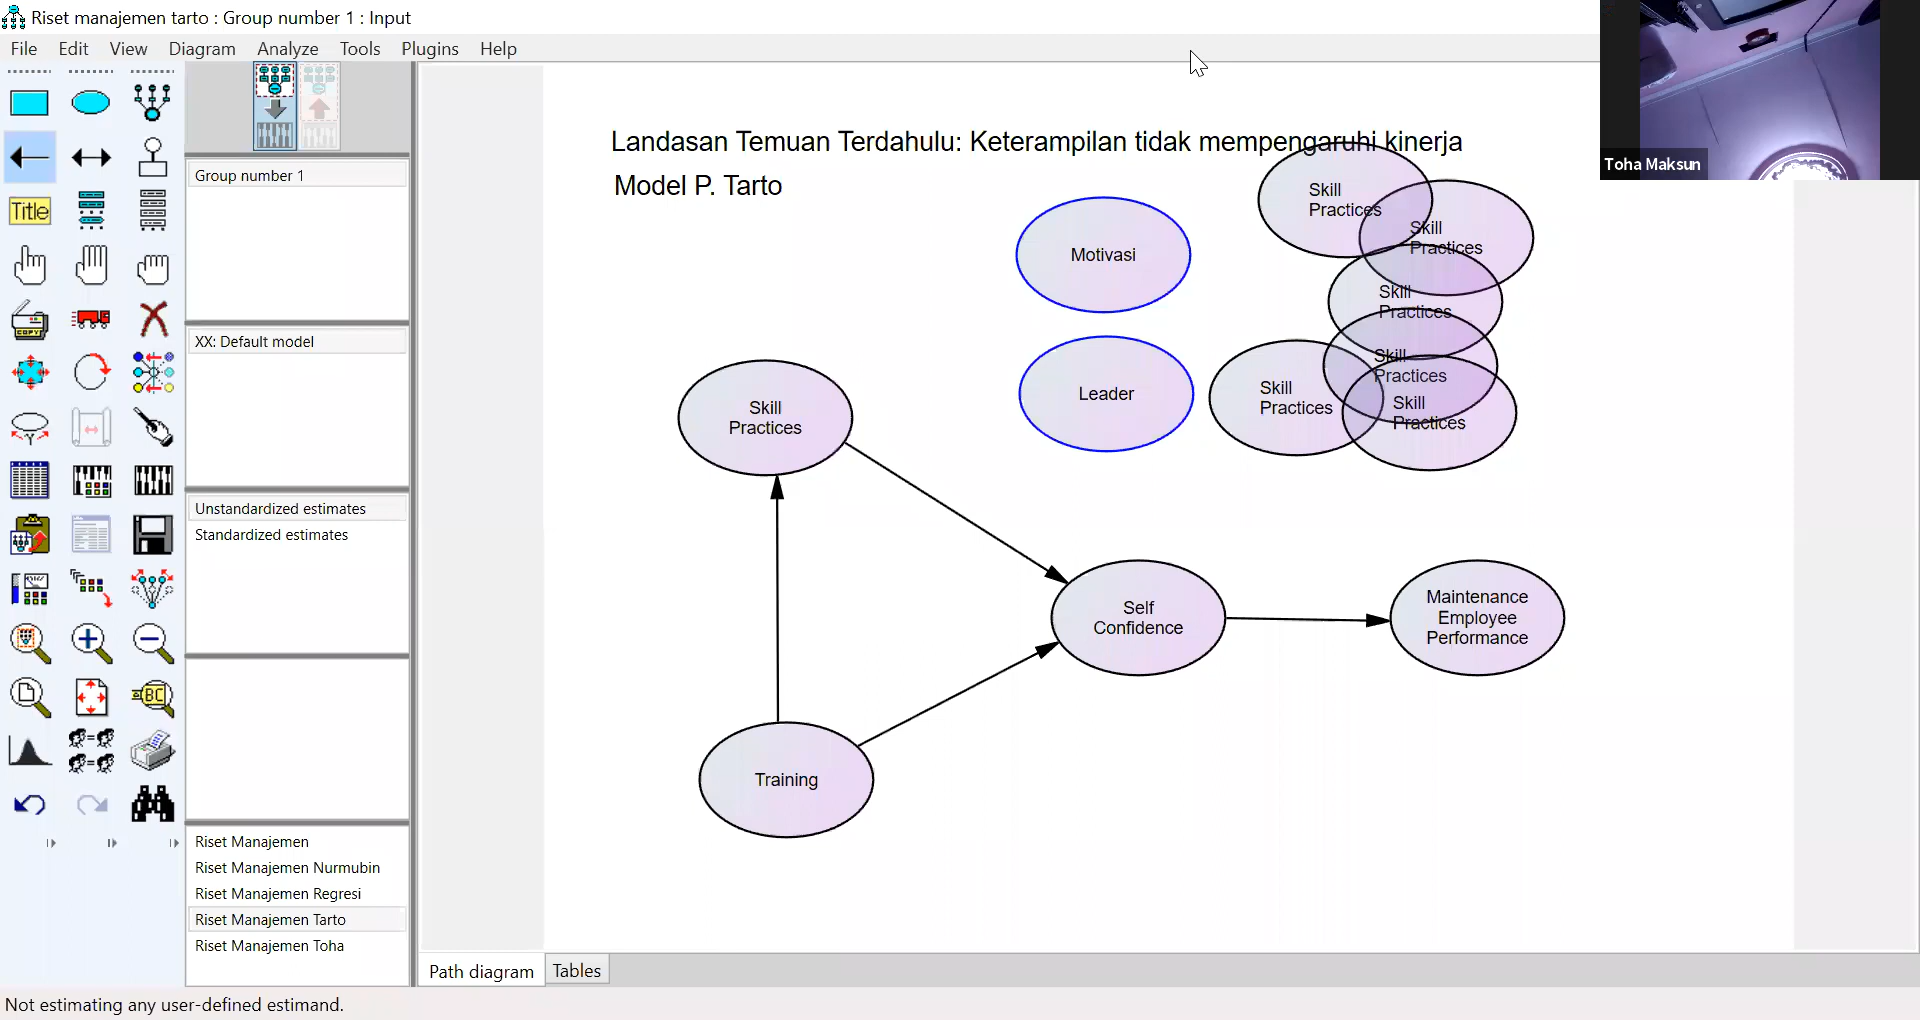 Riset manajemen tarto : Group number 1 : Input
File Edit View Diagram Analyze Tools Plugins Help
Toha Maksun
Title
COPY
Y
BC
Group number 1
XX: Default model
Unstandardized estimates
Standardized estimates
Riset Manajemen
Riset Manajemen Nurmubin
Riset Manajemen Regresi
Riset Manajemen Tarto
Riset Manajemen Toha
Landasan Temuan Terdahulu: Keterampilan tidak mempengaruhi kinerja
Model P. Tarto
Motivasi
Leader
Skill
Practices
Skill
Practices
Skill
Practices
Skill
Practices
Skill
Practices
Skill
Practices
Skill
Practices
Self
Confidence
Maintenance
Employee
Performance
Training
Path diagram Tables
Not estimating any user-defined estimand.